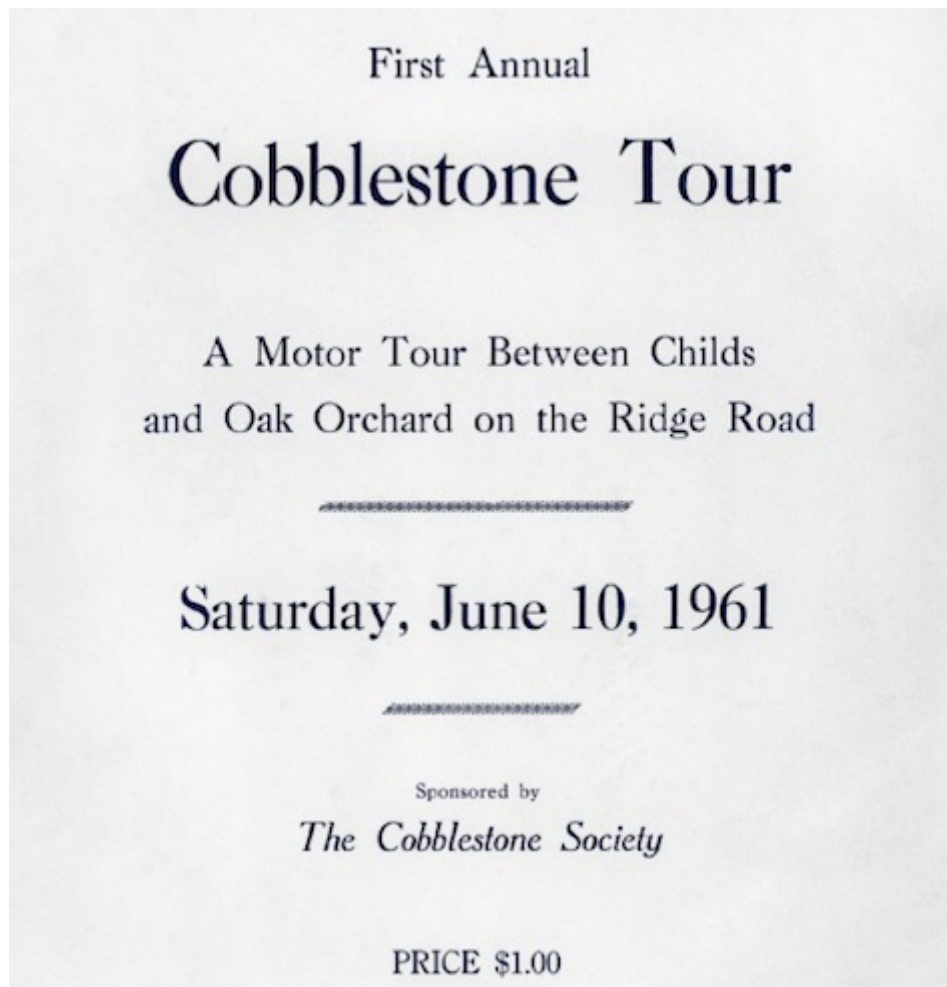 First Annual
Cobblestone Tour
A Motor Tour Between Childs
and Oak Orchard on the Ridge Road
Saturday, June 10, 1961
Sponsored by
The Cobblestone Society
PRICE $1.00